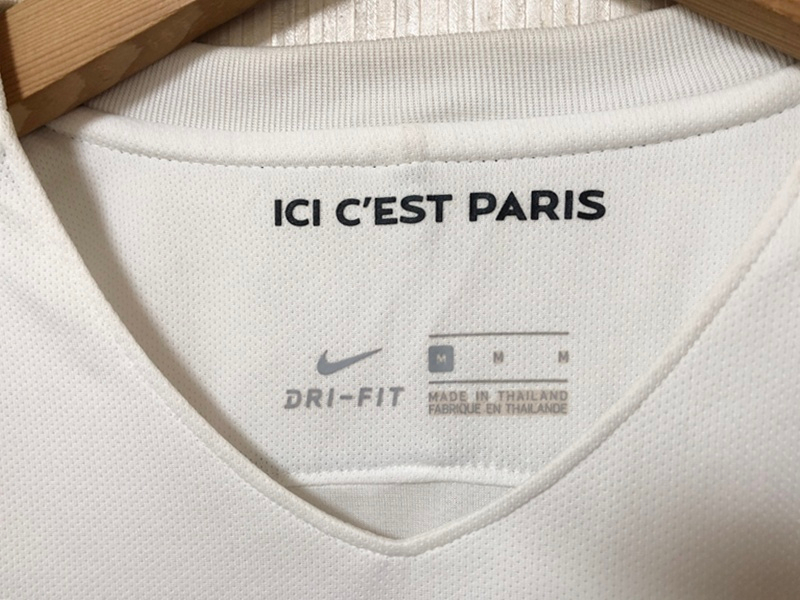 ICI C'EST PARIS
M M M
DRI-FIT
MADE IN THAILAND
FABRIQUE EN THAILANDE